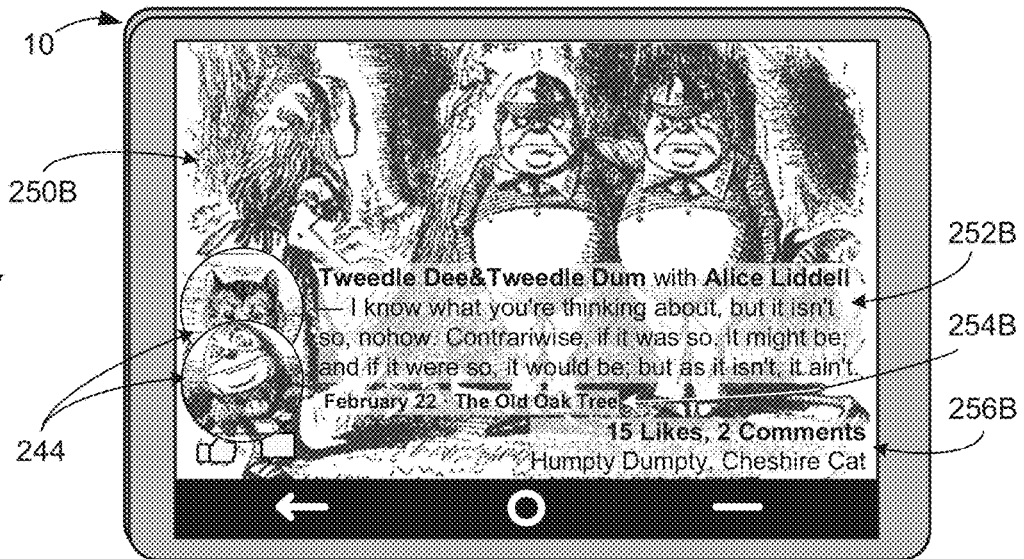 10
250B
Tweedle Dee&Tweedle Dum with Alice Liddell
— I know what you're thinking about, but it isn't
so, nohow. Contrariwise, if it was so, it might be;
and if it were so, it would be; but as it isn't, it ain't.
February 22 · The Old Oak Tree
15 Likes, 2 Comments
Humpty Dumpty, Cheshire Cat
252B
254B
256B
244